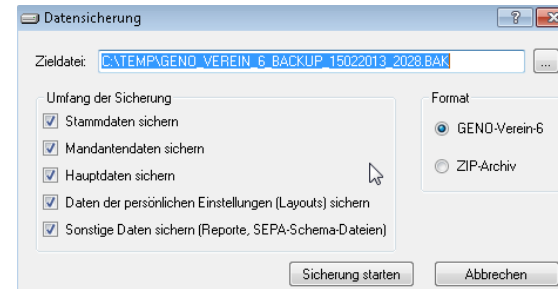 Datensicherung
Zieldatei: C:\TEMP\GENO_VEREIN_6_BACKUP_15022013_2028.BAK ...
Umfang der Sicherung
Stammdaten sichern
Mandantendaten sichern
Hauptdaten sichern
Daten der persönlichen Einstellungen (Layouts) sichern
Sonstige Daten sichern (Reporte, SEPA-Schema-Dateien)
Format
GENO-Verein-6
ZIP-Archiv
Sicherung starten Abbrechen